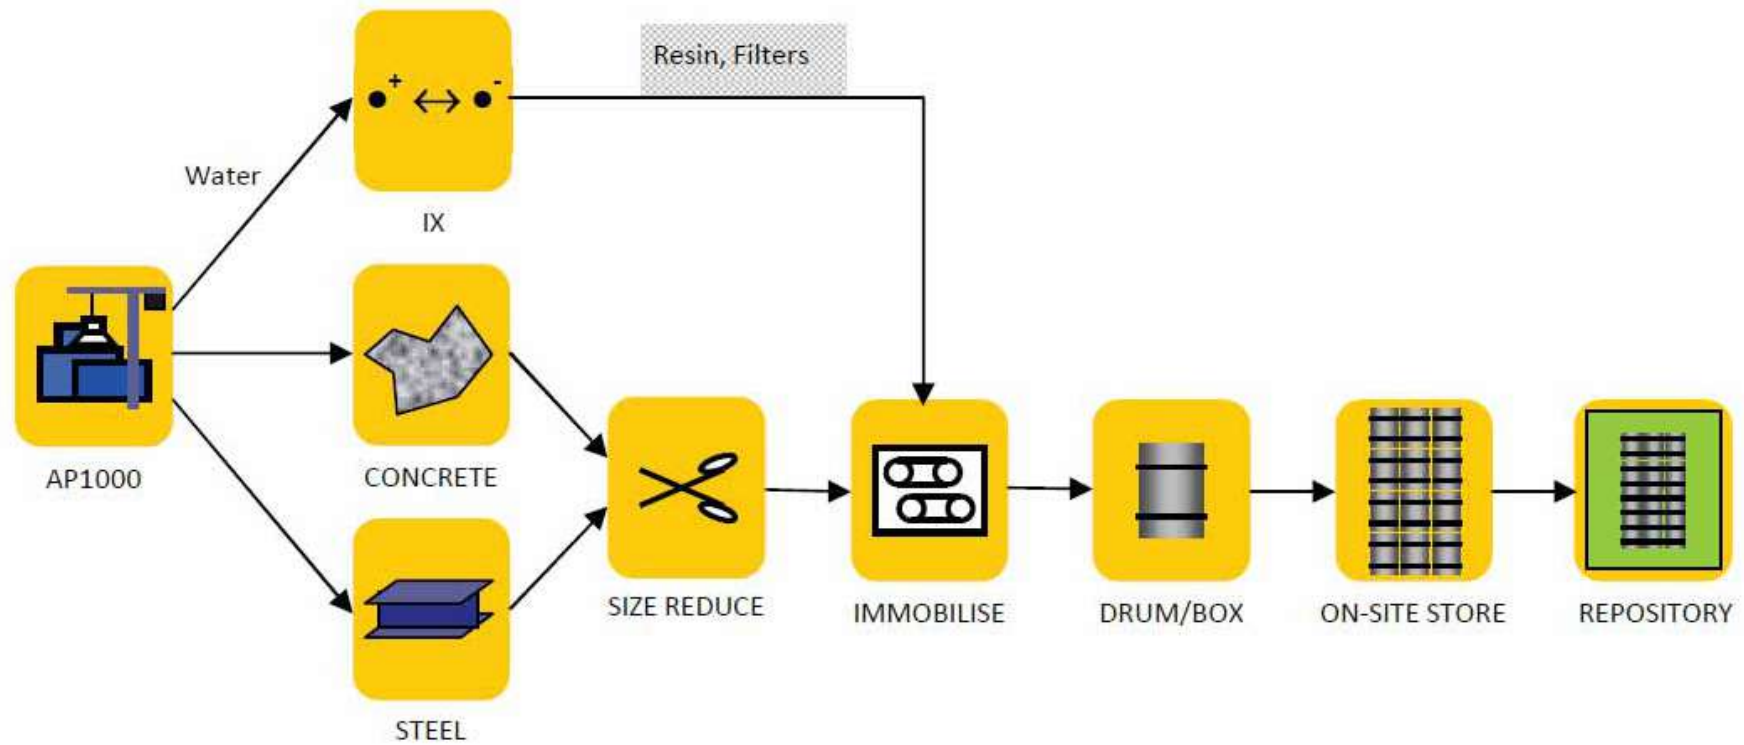 Resin, Filters
+
-
Water
IX
AP1000
CONCRETE
SIZE REDUCE
IMMOBILISE
DRUM/BOX
ON-SITE STORE
REPOSITORY
STEEL